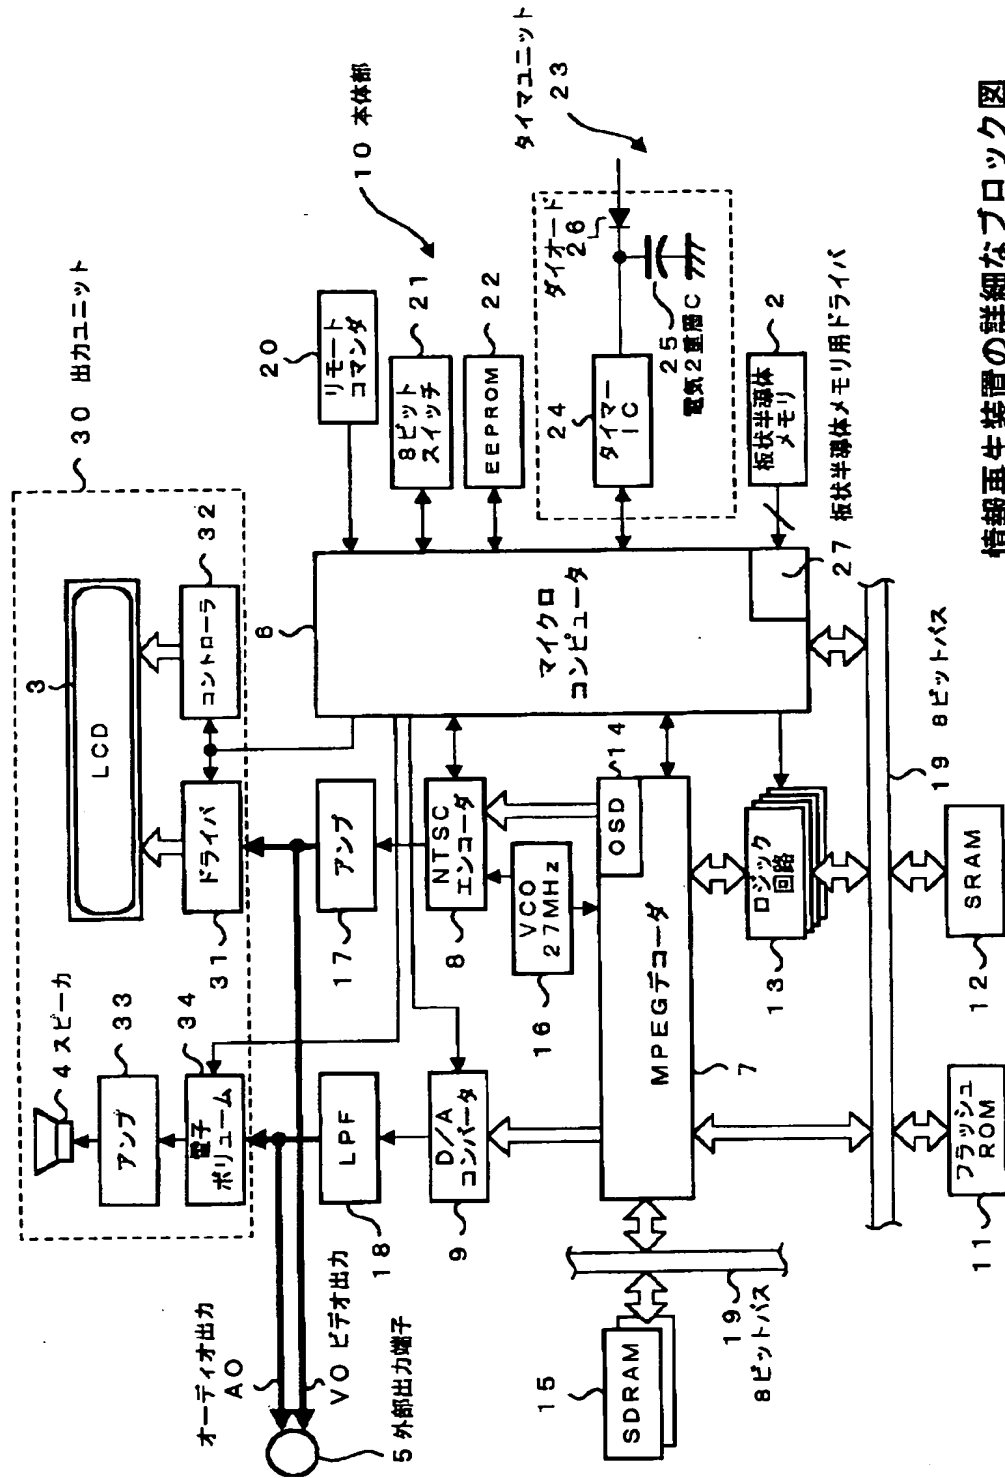 30 出力ユニット
4 スピーカ
アンプ
33
電子
ボリューム
34
3
LCD
ドライバ
31
コントローラ
32
10 本体部
オーディオ出力
AO
VO ビデオ出力
5 外部出力端子
LPF
18
アンプ
17
D/A
コンバータ
9
NTSC
エンコーダ
8
VCO
27MHz
16
OSD
14
MPEGデコーダ
7
マイクロ
コンピュータ
6
リモート
コマンダ
20
8ビット
スイッチ
21
EEPROM
22
タイマユニット
23
タイマー
IC
24
ダイオード
26
25
電気2重層C
板状半導体
メモリ
2
27 板状半導体メモリ用ドライバ
ロジック
回路
13
SDRAM
15
19
8ビットバス
19 8ビットバス
フラッシュ
ROM
11
SRAM
12
情報再生装置の詳細なブロック図